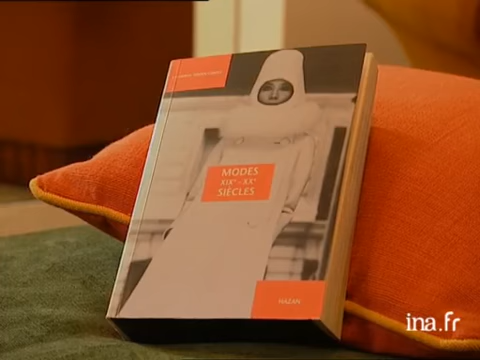 MODES
XIXᵉ - XXᵉ
SIÈCLES
HAZAN
ina.fr